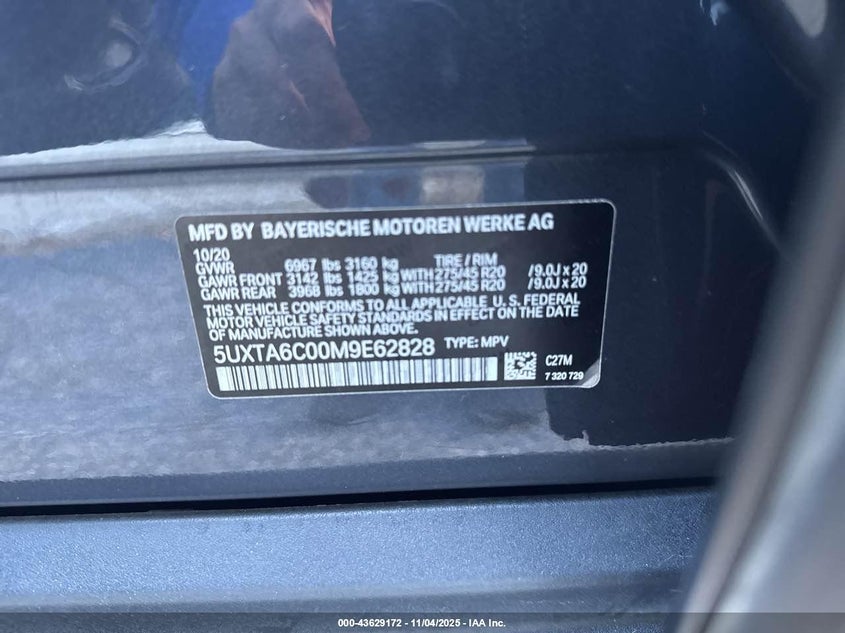 MFD BY BAYERISCHE MOTOREN WERKE AG
10/20
GVWR 6967 lbs 3160 kg TIRE / RIM
GAWR FRONT 3142 lbs 1425 kg WITH 275/45 R20 /9.0J x 20
GAWR REAR 3968 lbs 1800 kg WITH 275/45 R20 /9.0J x 20
THIS VEHICLE CONFORMS TO ALL APPLICABLE U.S. FEDERAL
MOTOR VEHICLE SAFETY STANDARDS IN EFFECT ON THE DATE
OF MANUFACTURE SHOWN ABOVE.
5UXTA6C00M9E62828 TYPE: MPV
C27M
7 320 729
000-43629172 - 11/04/2025 - IAA Inc.